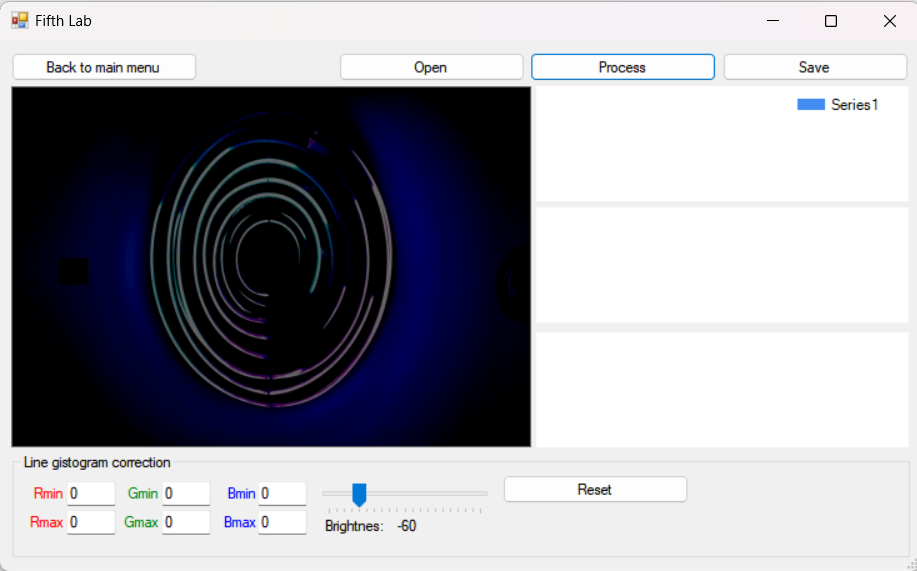 Fifth Lab
Back to main menu
Open
Process
Save
Series1
Line gistogram correction
Rmin 0 Gmin 0 Bmin 0
Rmax 0 Gmax 0 Bmax 0
Brightnes: -60
Reset